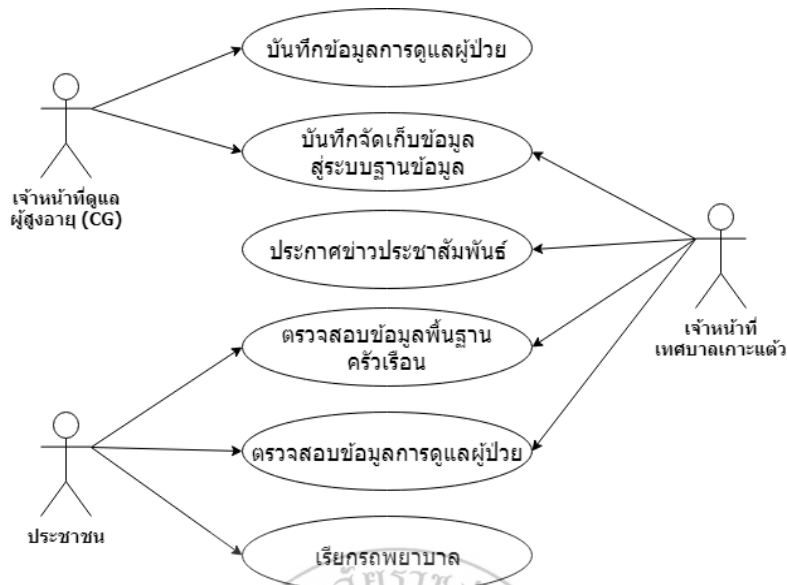 บันทึกข้อมูลการดูแลผู้ป่วย
บันทึกจัดเก็บข้อมูล
สู่ระบบฐานข้อมูล
เจ้าหน้าที่ดูแล
ผู้สูงอายุ (CG)
ประกาศข่าวประชาสัมพันธ์
เจ้าหน้าที่
เทศบาลเกาะแต้ว
ตรวจสอบข้อมูลพื้นฐาน
ครัวเรือน
ตรวจสอบข้อมูลการดูแลผู้ป่วย
ประชาชน
เรียกรถพยาบาล